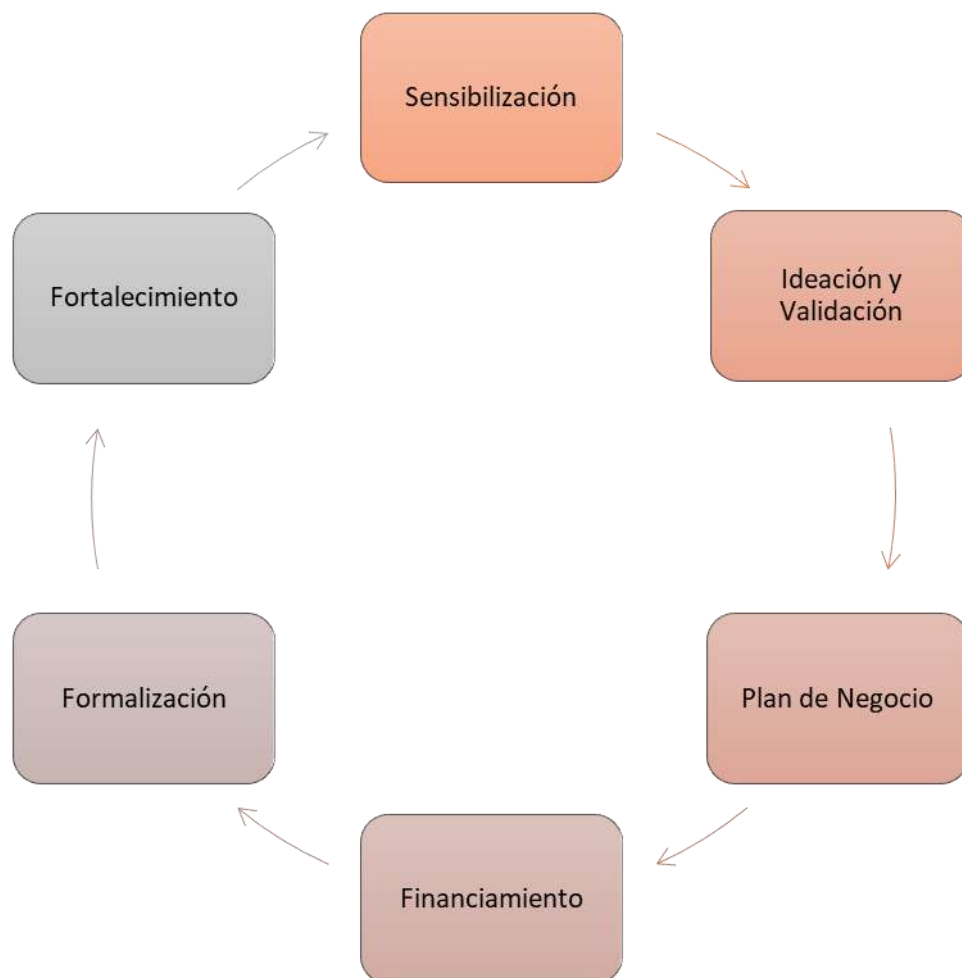 Sensibilización
Ideación y
Validación
Plan de Negocio
Financiamiento
Formalización
Fortalecimiento